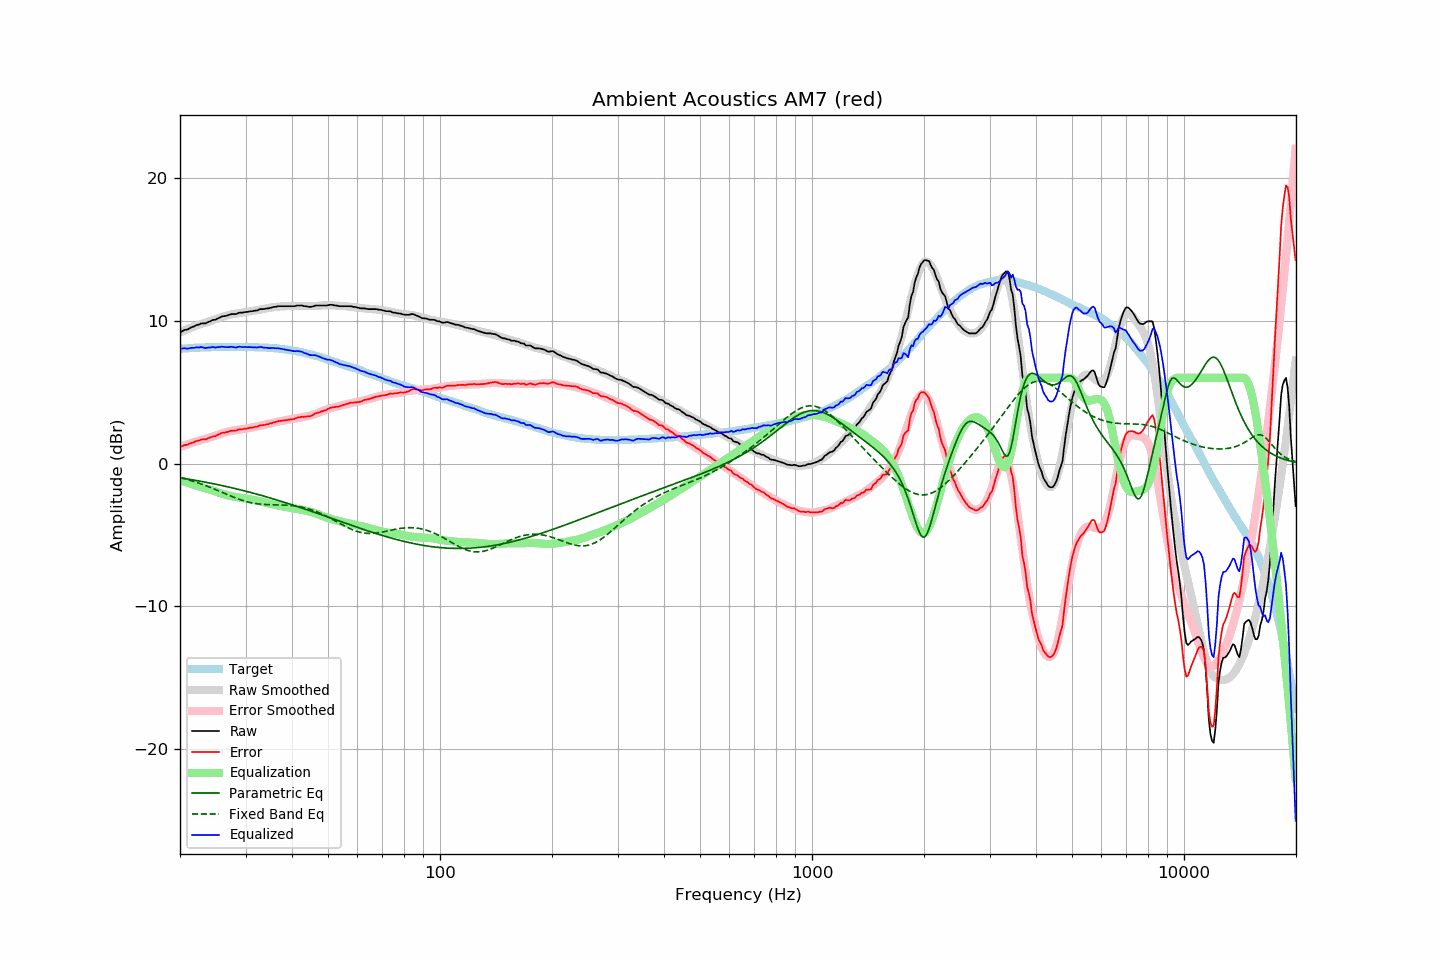 Ambient Acoustics AM7 (red)
Amplitude (dBr)
20
10
0
−10
−20
Target
Raw Smoothed
Error Smoothed
Raw
Error
Equalization
Parametric Eq
Fixed Band Eq
Equalized
100
1000
10000
Frequency (Hz)